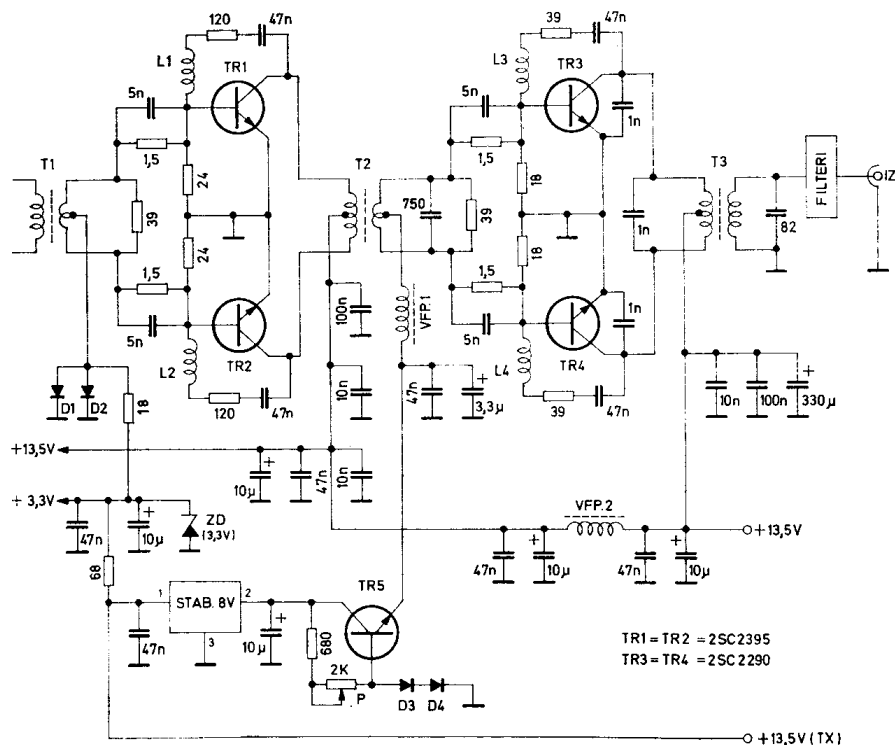 120
47n
39
47n
L1
L3
TR1
TR3
5n
5n
1n
1,5
1,5
T1
T2
T3
24
18
FILTERI
IZ
39
750
39
1n
82
24
18
1,5
1,5
100n
VFP.1
1n
5n
5n
TR2
TR4
L2
L4
D1
D2
18
120
47n
10n
47n
3,3µ
39
47n
10n
100n
330µ
+13,5V
10µ
47n
10n
+ 3,3V
VFP.2
+13,5V
47n
10µ
ZD
(3,3V)
47n
10µ
47n
10µ
68
1
STAB. 8V
2
TR5
3
47n
10µ
680
TR1=TR2 =2SC2395
TR3=TR4 =2SC2290
2K
P
D3
D4
+13,5V (TX)